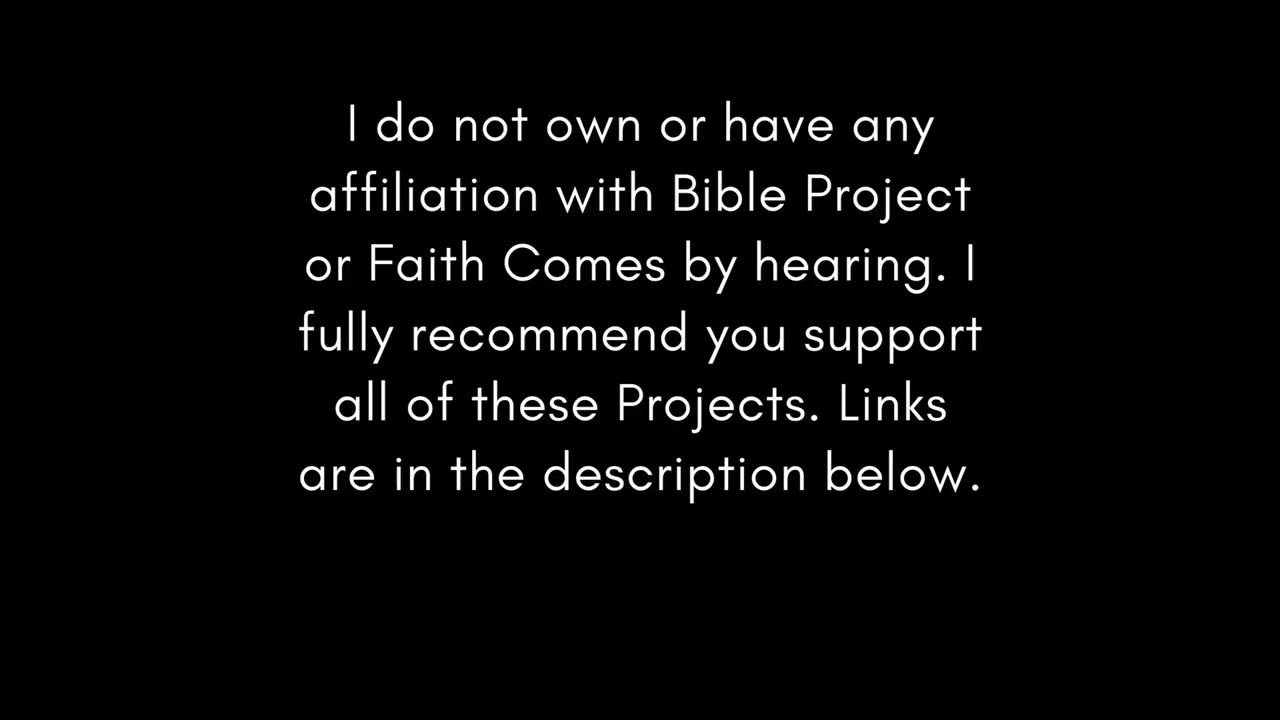 I do not own or have any
affiliation with Bible Project
or Faith Comes by hearing. I
fully recommend you support
all of these Projects. Links
are in the description below.